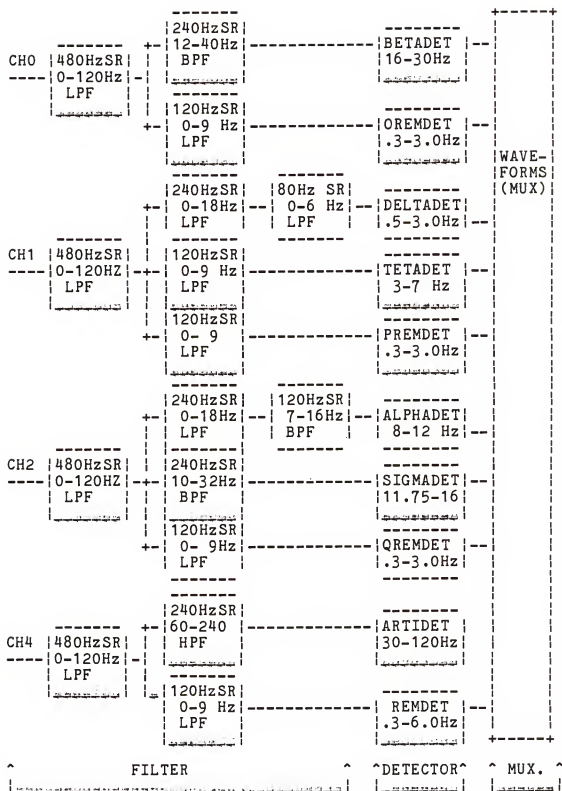 240HzSR
12-40Hz BETADET
CH0 480HzSR BPF 16-30Hz
0-120Hz
LPF
120HzSR
0-9 Hz OREMDET
LPF .3-3.0Hz
WAVE-
FORMS
(MUX)
240HzSR 80Hz SR
0-18Hz 0-6 Hz DELTADET
LPF LPF .5-3.0Hz
CH1 480HzSR 120HzSR
0-120HZ 0-9 Hz TETADET
LPF LPF 3-7 Hz
120HzSR
0- 9 PREMDET
LPF .3-3.0Hz
240HzSR 120HzSR
0-18Hz 7-16Hz ALPHADET
LPF BPF 8-12 Hz
CH2 480HzSR 240HzSR
0-120HZ 10-32Hz SIGMADET
LPF BPF 11.75-16
120HzSR
0- 9Hz QREMDET
LPF .3-3.0Hz
240HzSR
60-240 ARTIDET
CH4 480HzSR HPF 30-120Hz
0-120Hz
LPF
120HzSR
0-9 Hz REMDET
LPF .3-6.0Hz
^ FILTER ^ ^DETECTOR^ ^ MUX. ^